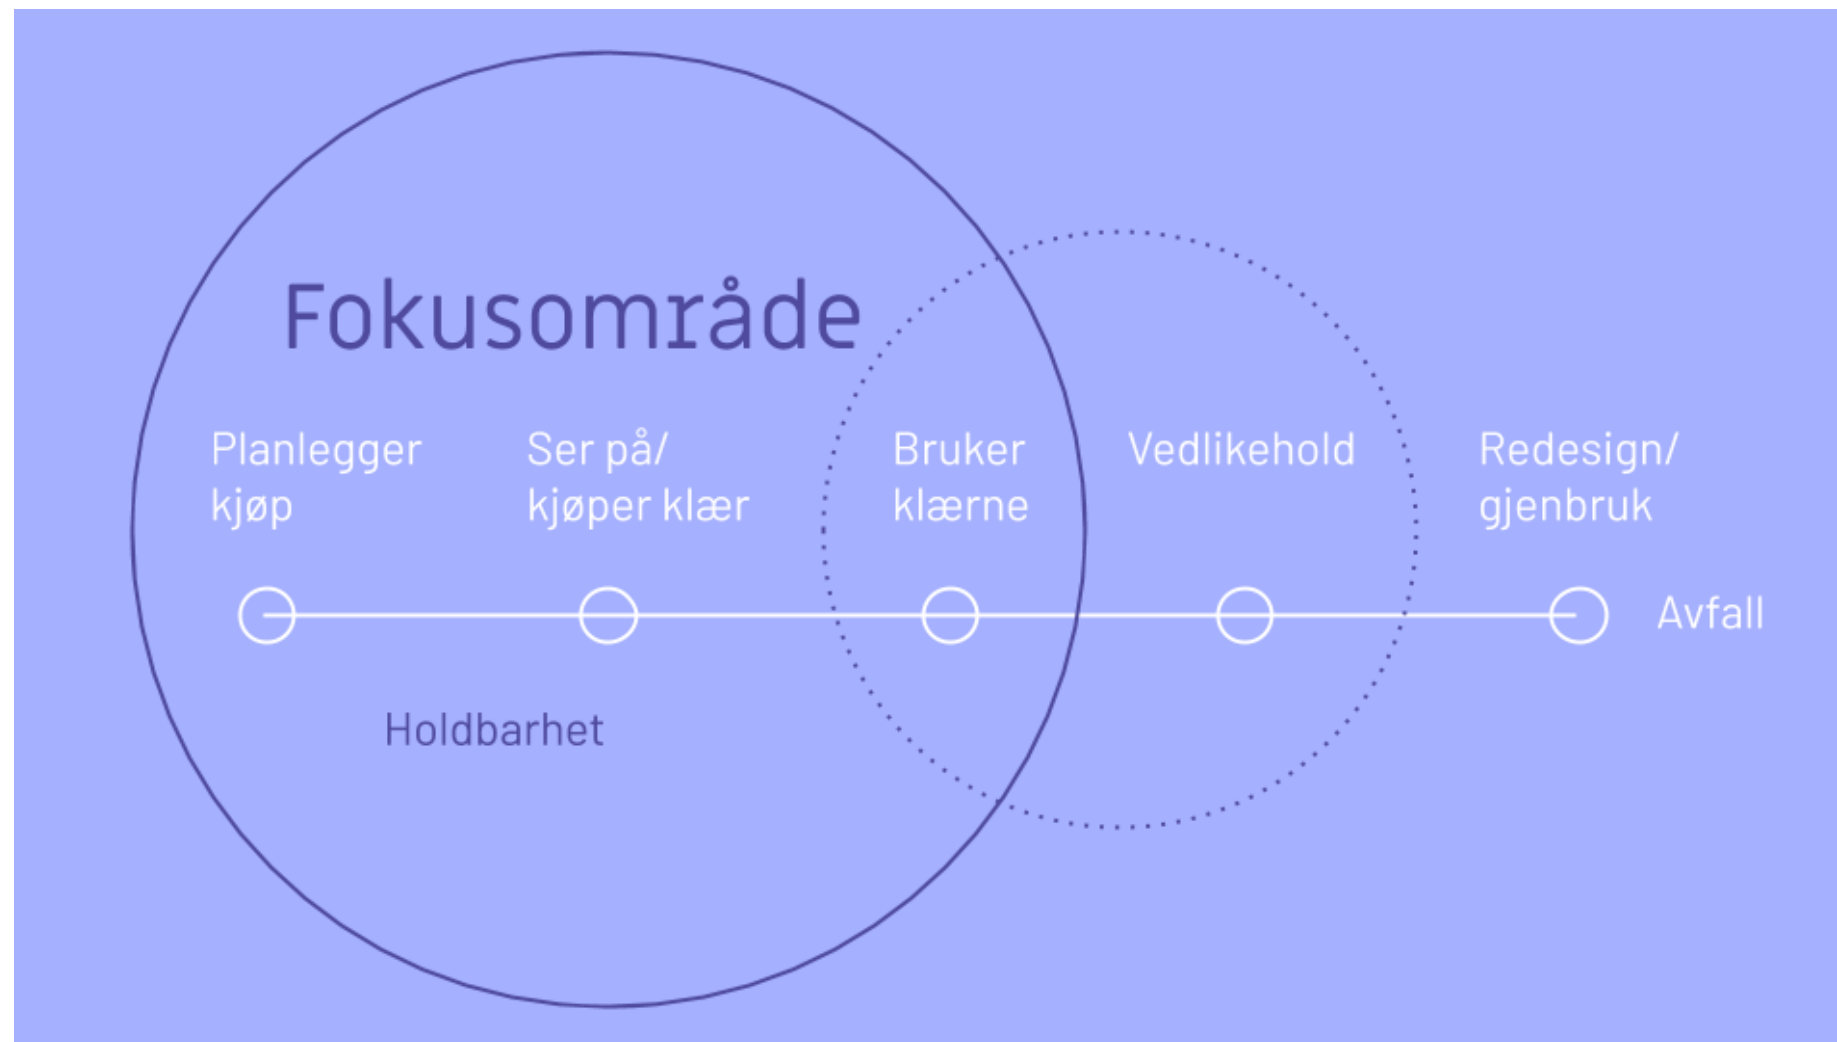 Fokusområde
Planlegger
kjøp
Ser på/
kjøper klær
Bruker
klærne
Vedlikehold
Redesign/
gjenbruk
Avfall
Holdbarhet